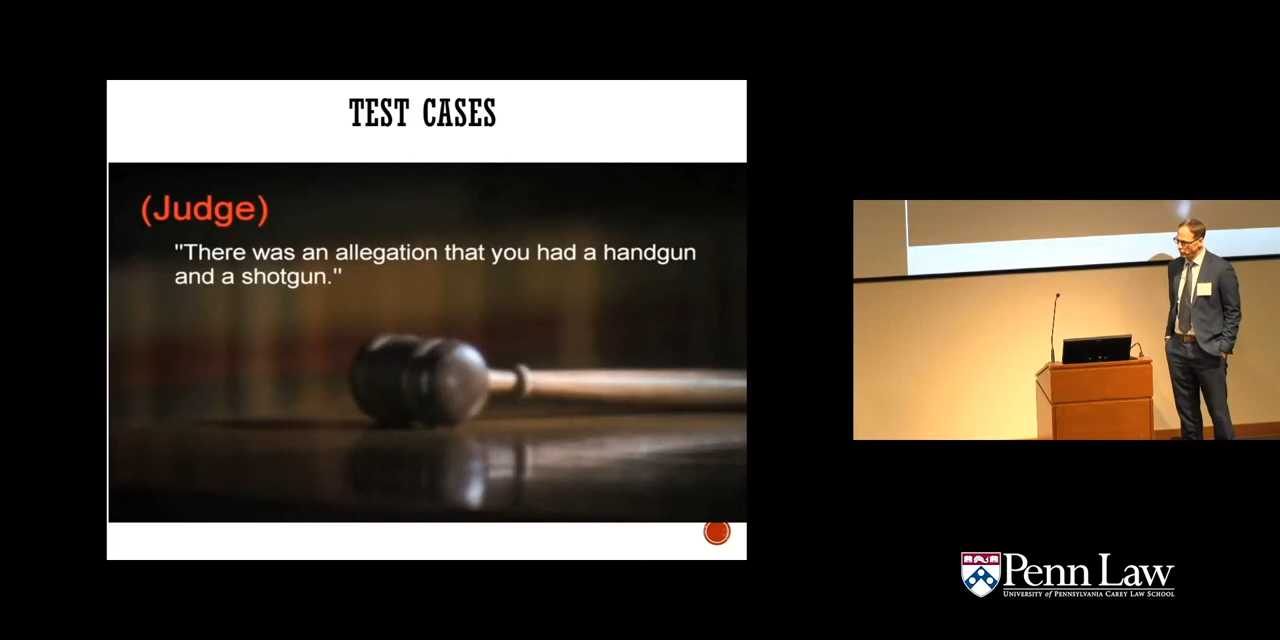 TEST CASES
(Judge)
"There was an allegation that you had a handgun
and a shotgun."
Penn Law
UNIVERSITY of PENNSYLVANIA CAREY LAW SCHOOL